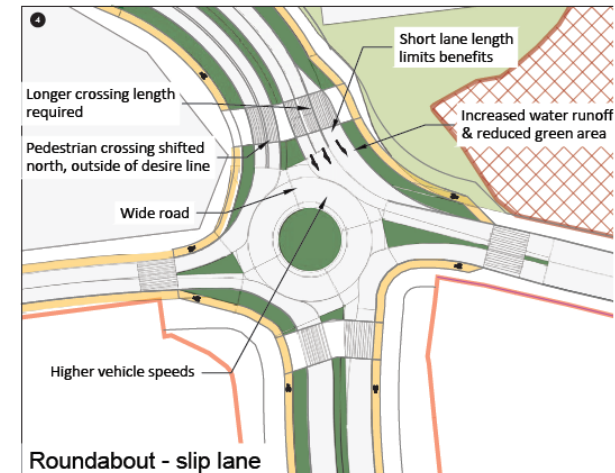 4
Short lane length
limits benefits
Longer crossing length
required
Increased water runoff
& reduced green area
Pedestrian crossing shifted
north, outside of desire line
Wide road
Higher vehicle speeds
Roundabout - slip lane